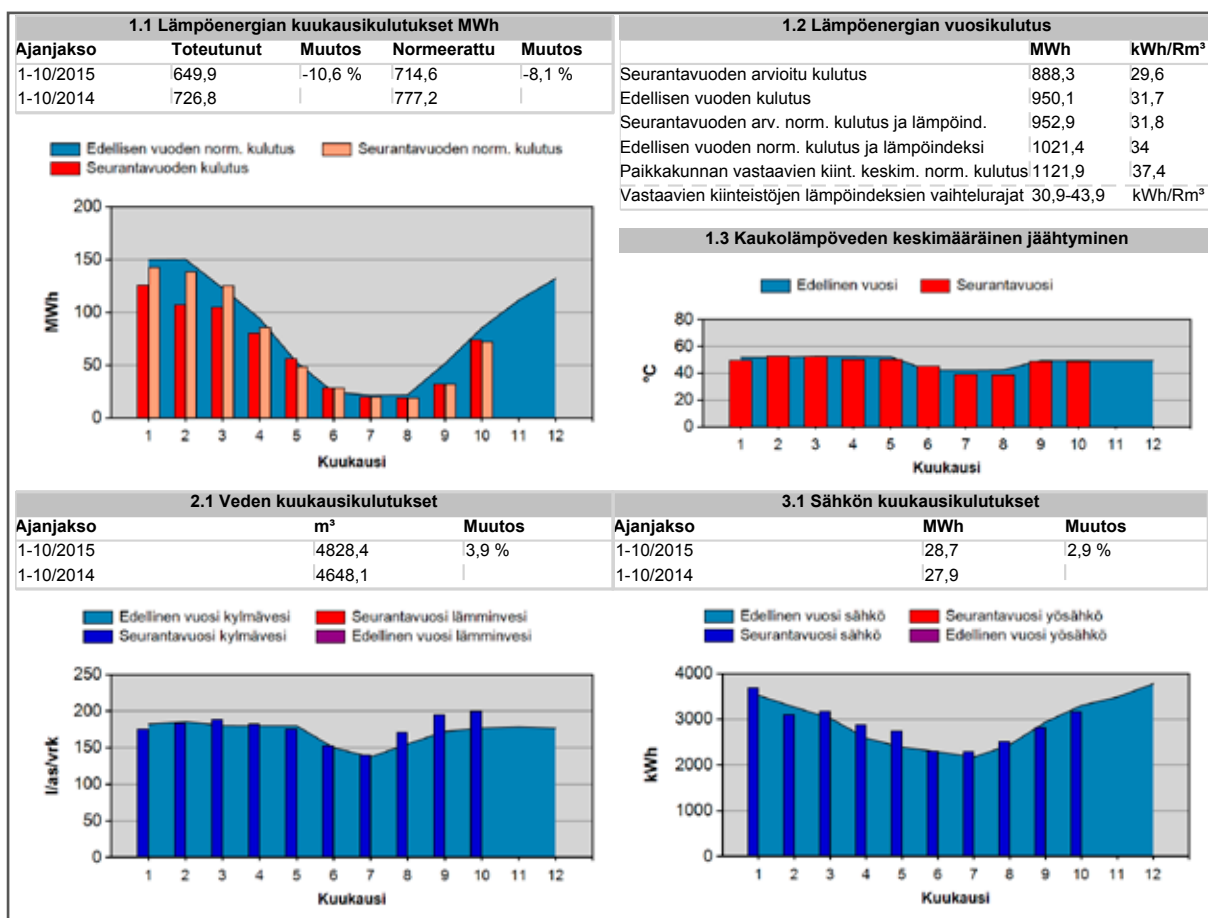 1.1 Lämpöenergian kuukausikulutukset MWh
Ajanjakso Toteutunut Muutos Normeerattu Muutos
1-10/2015 649,9 -10,6 % 714,6 -8,1 %
1-10/2014 726,8 777,2
Edellisen vuoden norm. kulutus Seurantavuoden norm. kulutus
Seurantavuoden kulutus
200
150
100
50
0
MWh
1 2 3 4 5 6 7 8 9 10 11 12
Kuukausi
1.2 Lämpöenergian vuosikulutus
MWh kWh/Rm³
Seurantavuoden arvioitu kulutus 888,3 29,6
Edellisen vuoden kulutus 950,1 31,7
Seurantavuoden arv. norm. kulutus ja lämpöind. 952,9 31,8
Edellisen vuoden norm. kulutus ja lämpöindeksi 1021,4 34
Paikkakunnan vastaavien kiint. keskim. norm. kulutus 1121,9 37,4
Vastaavien kiinteistöjen lämpöindeksien vaihtelurajat 30,9-43,9 kWh/Rm³
1.3 Kaukolämpöveden keskimääräinen jäähtyminen
Edellinen vuosi Seurantavuosi
80
60
40
20
0
°C
1 2 3 4 5 6 7 8 9 10 11 12
Kuukausi
2.1 Veden kuukausikulutukset
Ajanjakso m³ Muutos
1-10/2015 4828,4 3,9 %
1-10/2014 4648,1
Edellinen vuosi kylmävesi Seurantavuosi lämminvesi
Seurantavuosi kylmävesi Edellinen vuosi lämminvesi
250
200
150
100
50
0
l/as/vrk
1 2 3 4 5 6 7 8 9 10 11 12
Kuukausi
3.1 Sähkön kuukausikulutukset
Ajanjakso MWh Muutos
1-10/2015 28,7 2,9 %
1-10/2014 27,9
Edellinen vuosi sähkö Seurantavuosi yösähkö
Seurantavuosi sähkö Edellinen vuosi yösähkö
4000
3000
2000
1000
0
kWh
1 2 3 4 5 6 7 8 9 10 11 12
Kuukausi